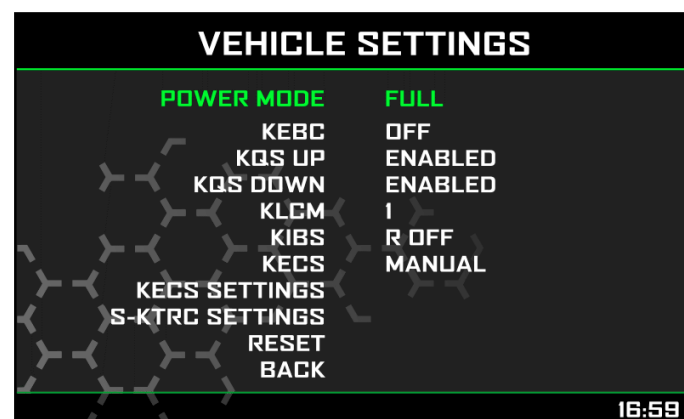 VEHICLE SETTINGS
POWER MODE FULL
KEBC OFF
KQS UP ENABLED
KQS DOWN ENABLED
KLCM 1
KIBS R OFF
KECS MANUAL
KECS SETTINGS
S-KTRC SETTINGS
RESET
BACK
16:59